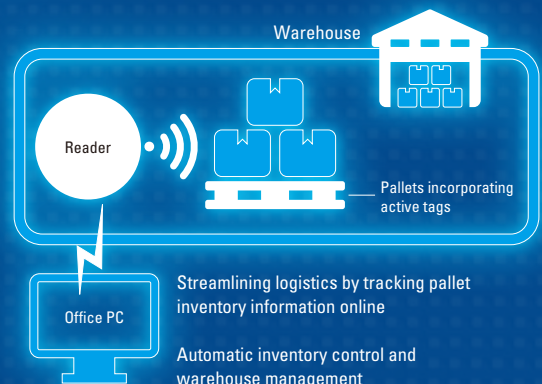 Warehouse
Reader
Pallets incorporating
active tags
Streamlining logistics by tracking pallet
inventory information online
Office PC
Automatic inventory control and
warehouse management